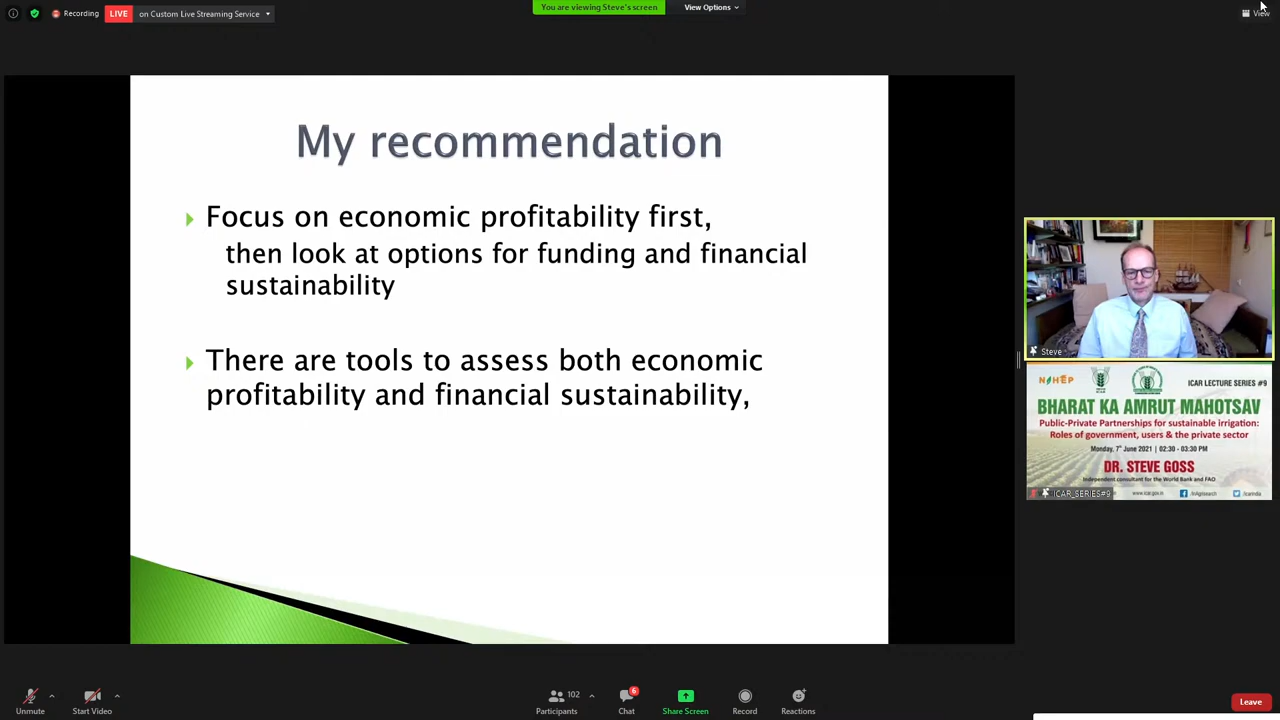 Recording
LIVE
on Custom Live Streaming Service
You are viewing Steve's screen
View Options
View
My recommendation
Focus on economic profitability first,
then look at options for funding and financial
sustainability
There are tools to assess both economic
profitability and financial sustainability,
Steve
NAHEP
ICAR LECTURE SERIES #9
BHARAT KA AMRUT MAHOTSAV
Public-Private Partnerships for sustainable irrigation:
Roles of government, users & the private sector
Monday, 7th June 2021 | 02:30 - 03:30 PM
DR. STEVE GOSS
Independent consultant for the World Bank and FAO
ICAR_SERIES#9
www.icar.gov.in
/InAgrisearch
/icarindia
Unmute
Start Video
102
Participants
6
Chat
Share Screen
Record
Reactions
Leave